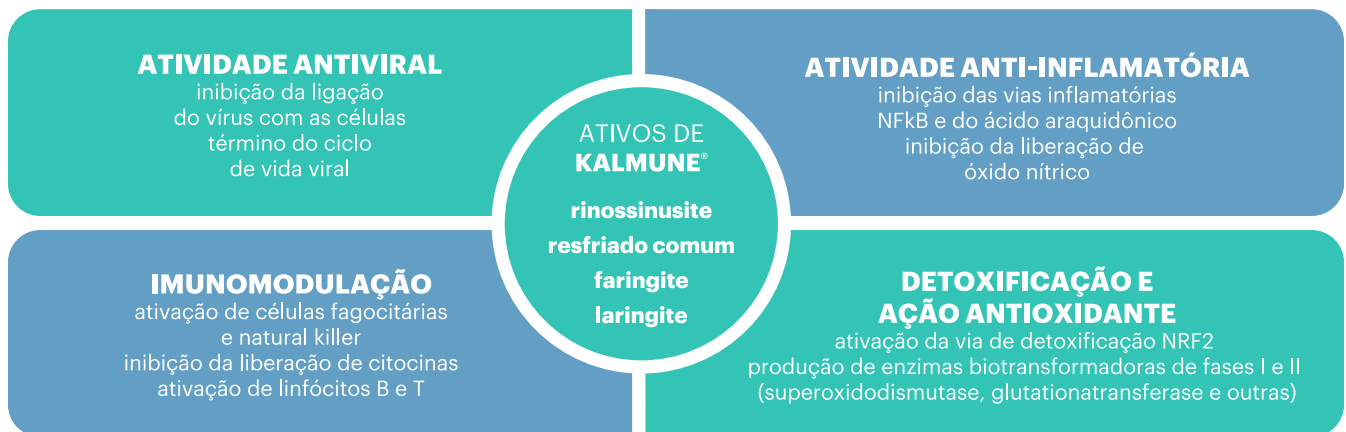 ATIVIDADE ANTIVIRAL
inibição da ligação
do vírus com as células
término do ciclo
de vida viral
ATIVIDADE ANTI-INFLAMATÓRIA
inibição das vias inflamatórias
NFkB e do ácido araquidônico
inibição da liberação de
óxido nítrico
ATIVOS DE
KALMUNE®
rinossinusite
resfriado comum
faringite
laringite
IMUNOMODULAÇÃO
ativação de células fagocitárias
e natural killer
inibição da liberação de citocinas
ativação de linfócitos B e T
DETOXIFICAÇÃO E
AÇÃO ANTIOXIDANTE
ativação da via de detoxificação NRF2
produção de enzimas biotransformadoras de fases I e II
(superoxidodismutase, glutationatransferase e outras)